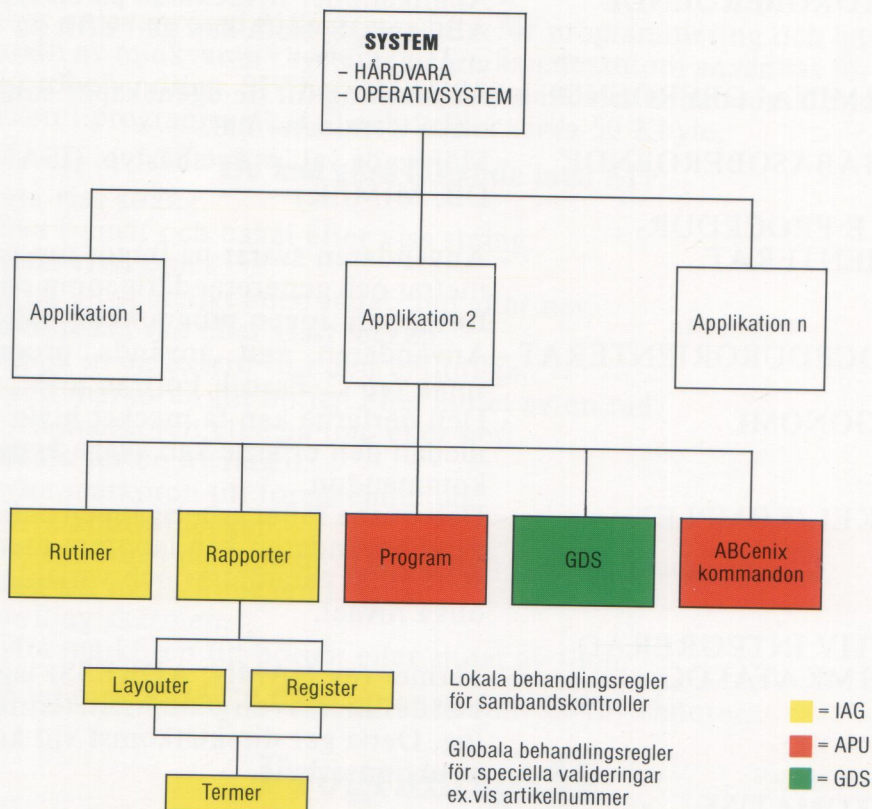 SYSTEM
– HÅRDVARA
– OPERATIVSYSTEM
Applikation 1
Applikation 2
Applikation n
Rutiner
Rapporter
Program
GDS
ABCenix
kommandon
Layouter
Register
Termer
Lokala behandlingsregler
för sambandskontroller
Globala behandlingsregler
för speciella valideringar
ex.vis artikelnummer
= IAG
= APU
= GDS